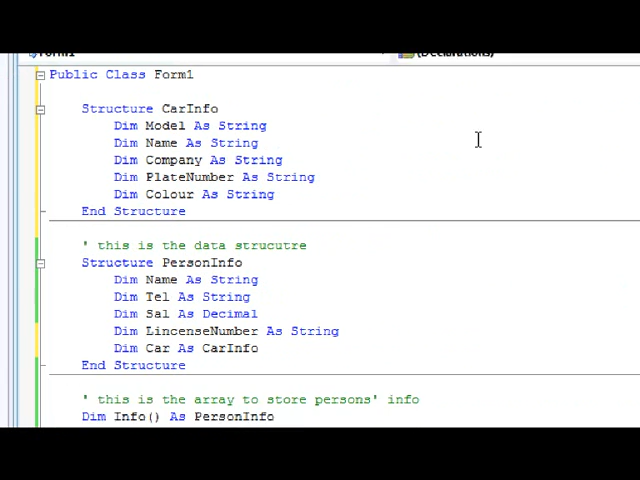 Form1 (Declarations)
Public Class Form1
Structure CarInfo
Dim Model As String
Dim Name As String
Dim Company As String
Dim PlateNumber As String
Dim Colour As String
End Structure
' this is the data strucutre
Structure PersonInfo
Dim Name As String
Dim Tel As String
Dim Sal As Decimal
Dim LincenseNumber As String
Dim Car As CarInfo
End Structure
' this is the array to store persons' info
Dim Info() As PersonInfo